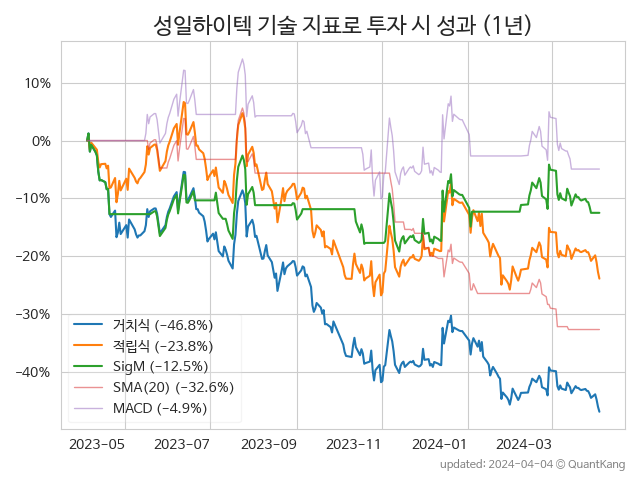 성일하이텍 기술 지표로 투자 시 성과 (1년)
10%
0%
−10%
−20%
−30%
−40%
거치식 (−46.8%)
적립식 (−23.8%)
SigM (−12.5%)
SMA(20) (−32.6%)
MACD (−4.9%)
2023−05
2023−07
2023−09
2023−11
2024−01
2024−03
updated: 2024−04−04 © QuantKang